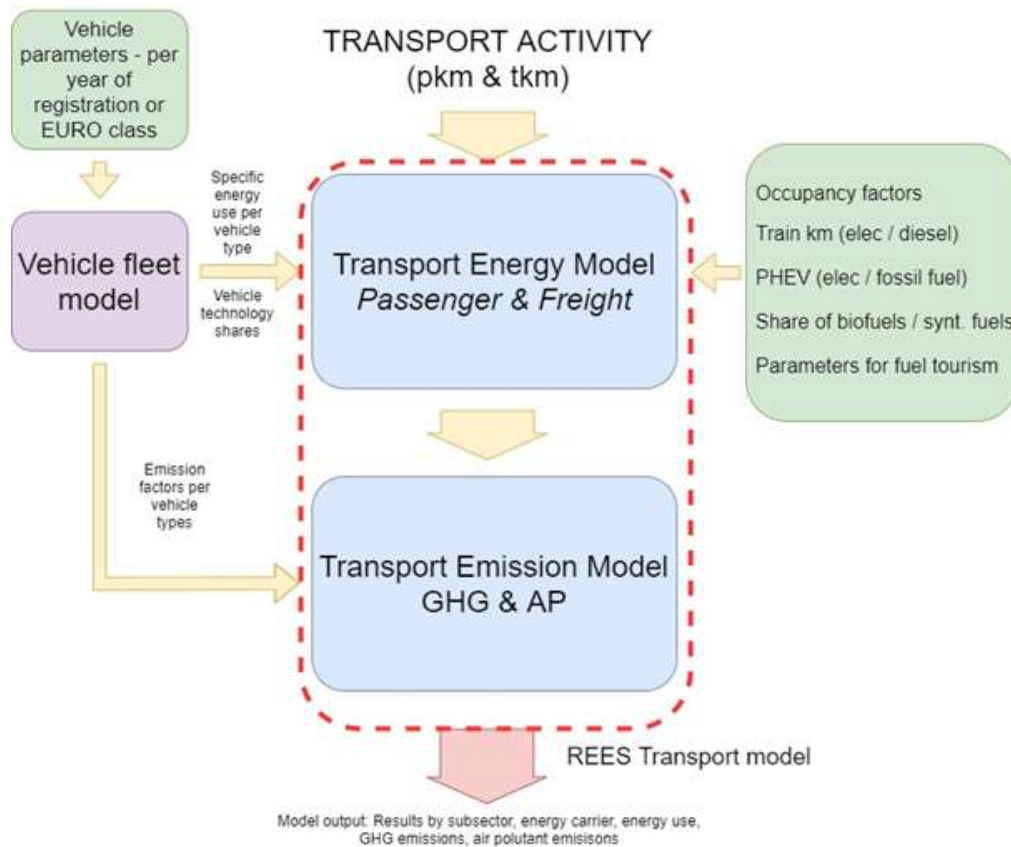 Vehicle
parameters - per
year of
registration or
EURO class
TRANSPORT ACTIVITY
(pkm & tkm)
Specific
energy
use per
vehicle
type
Vehicle fleet
model
Vehicle
technology
shares
Transport Energy Model
Passenger & Freight
Occupancy factors
Train km (elec / diesel)
PHEV (elec / fossil fuel)
Share of biofuels / synt. fuels
Parameters for fuel tourism
Emission
factors per
vehicle
types
Transport Emission Model
GHG & AP
REES Transport model
Model output: Results by subsector, energy carrier, energy use,
GHG emissions, air polutant emisisons